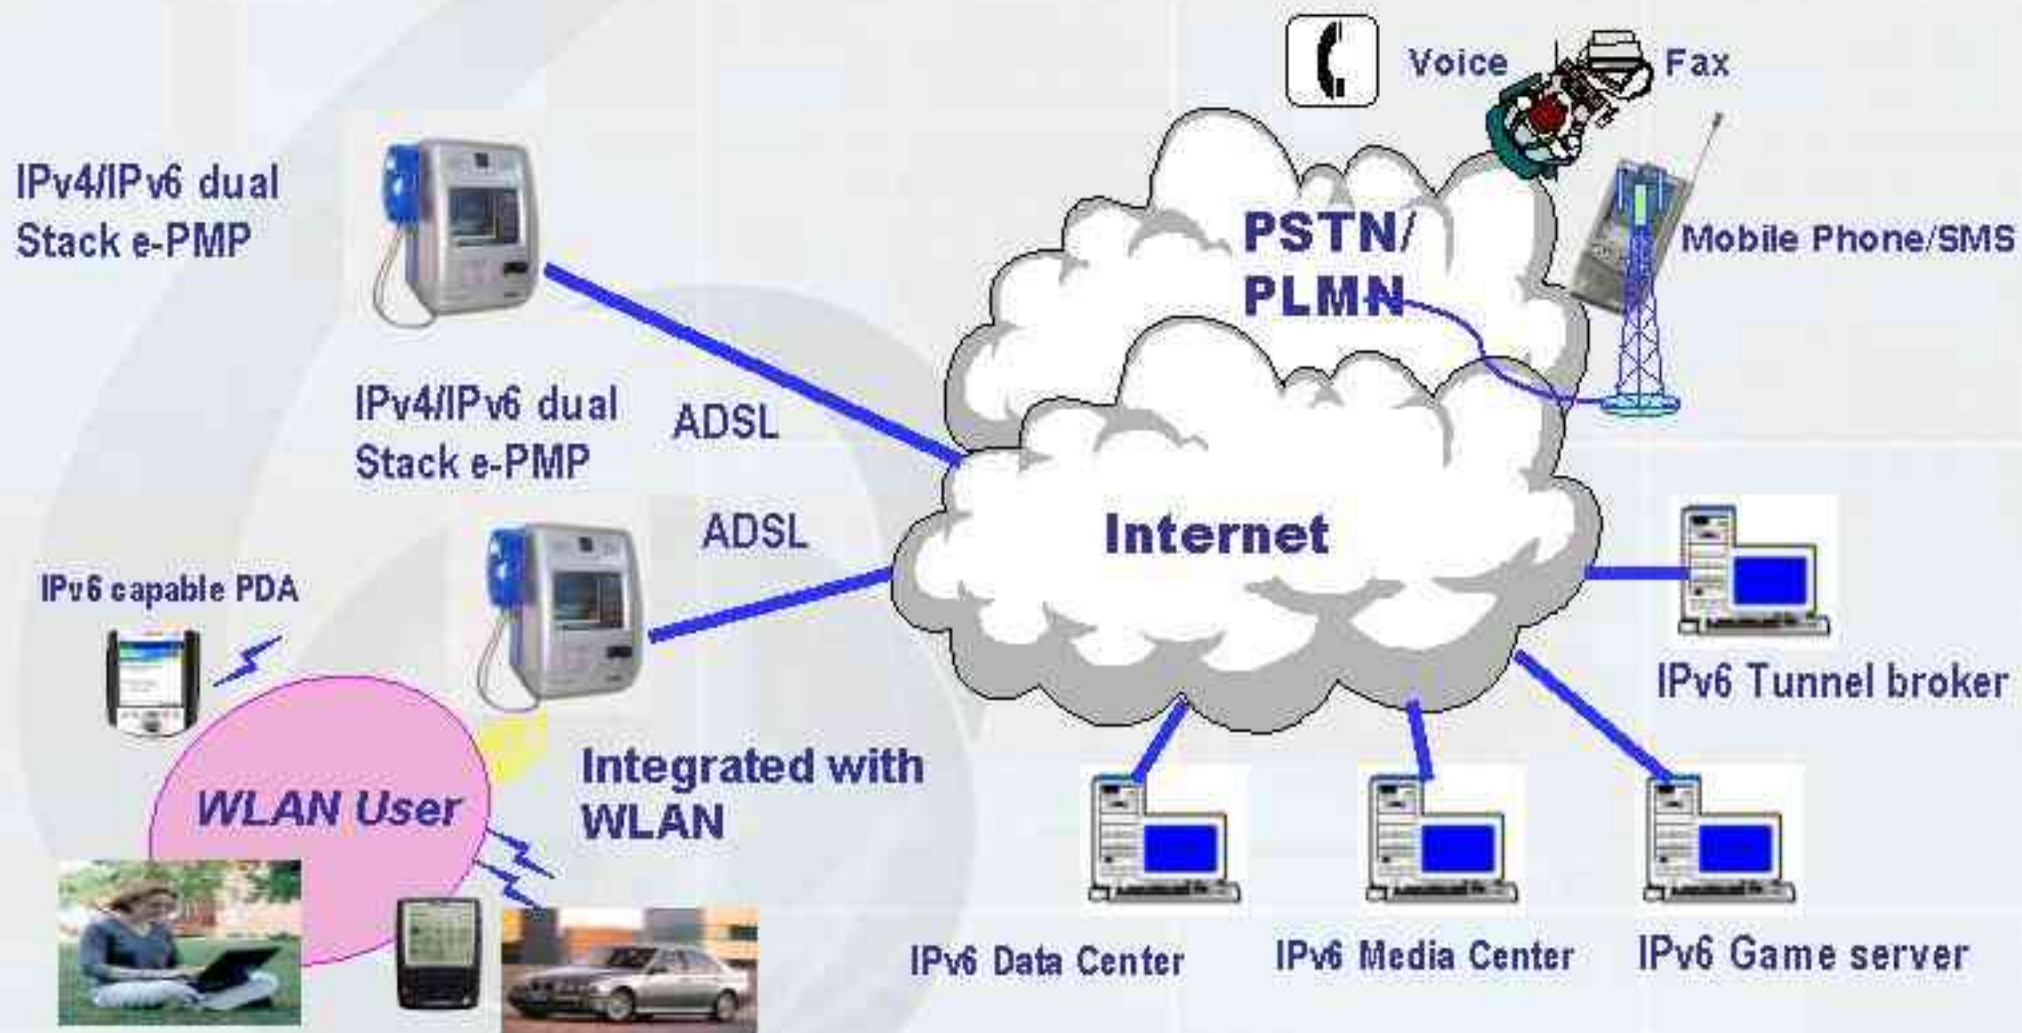 Voice
Fax
IPv4/IPv6 dual
Stack e-PMP
PSTN/
PLMN
Mobile Phone/SMS
IPv4/IPv6 dual
Stack e-PMP
ADSL
ADSL
Internet
IPv6 capable PDA
IPv6 Tunnel broker
WLAN User
Integrated with
WLAN
IPv6 Data Center
IPv6 Media Center
IPv6 Game server